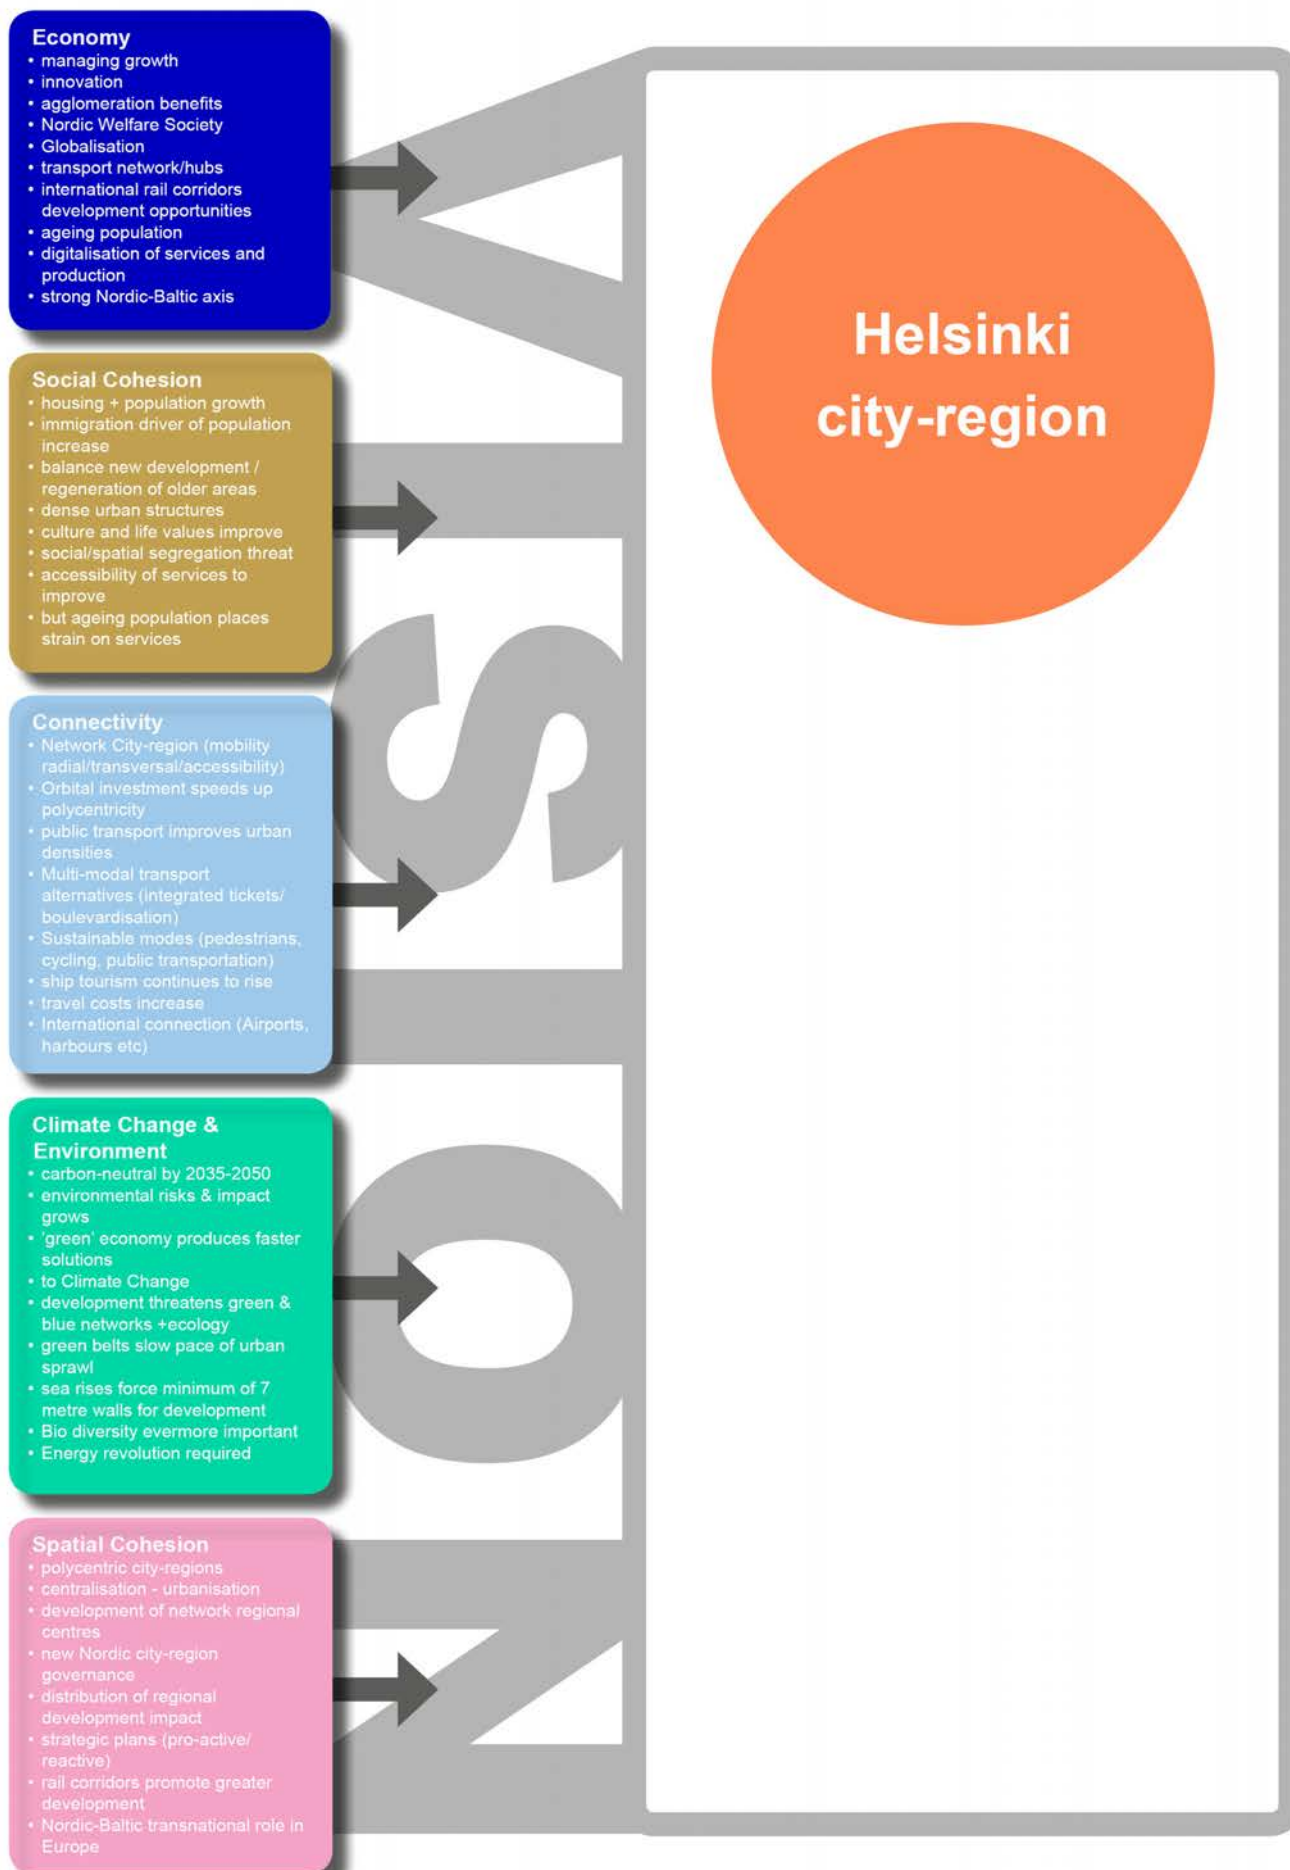 Economy
• managing growth
• innovation
• agglomeration benefits
• Nordic Welfare Society
• Globalisation
• transport network/hubs
• international rail corridors
development opportunities
• ageing population
• digitalisation of services and
production
• strong Nordic-Baltic axis
Social Cohesion
• housing + population growth
• immigration driver of population
increase
• balance new development /
regeneration of older areas
• dense urban structures
• culture and life values improve
• social/spatial segregation threat
• accessibility of services to
improve
• but ageing population places
strain on services
Connectivity
• Network City-region (mobility
radial/transversal/accessibility)
• Orbital investment speeds up
polycentricity
• public transport improves urban
densities
• Multi-modal transport
alternatives (integrated tickets/
boulevardisation)
• Sustainable modes (pedestrians,
cycling, public transportation)
• ship tourism continues to rise
• travel costs increase
• International connection (Airports,
harbours etc)
Climate Change &
Environment
• carbon-neutral by 2035-2050
• environmental risks & impact
grows
• 'green' economy produces faster
solutions
• to Climate Change
• development threatens green &
blue networks +ecology
• green belts slow pace of urban
sprawl
• sea rises force minimum of 7
metre walls for development
• Bio diversity evermore important
• Energy revolution required
Spatial Cohesion
• polycentric city-regions
• centralisation - urbanisation
• development of network regional
centres
• new Nordic city-region
governance
• distribution of regional
development impact
• strategic plans (pro-active/
reactive)
• rail corridors promote greater
development
• Nordic-Baltic transnational role in
Europe
VISION
Helsinki
city-region